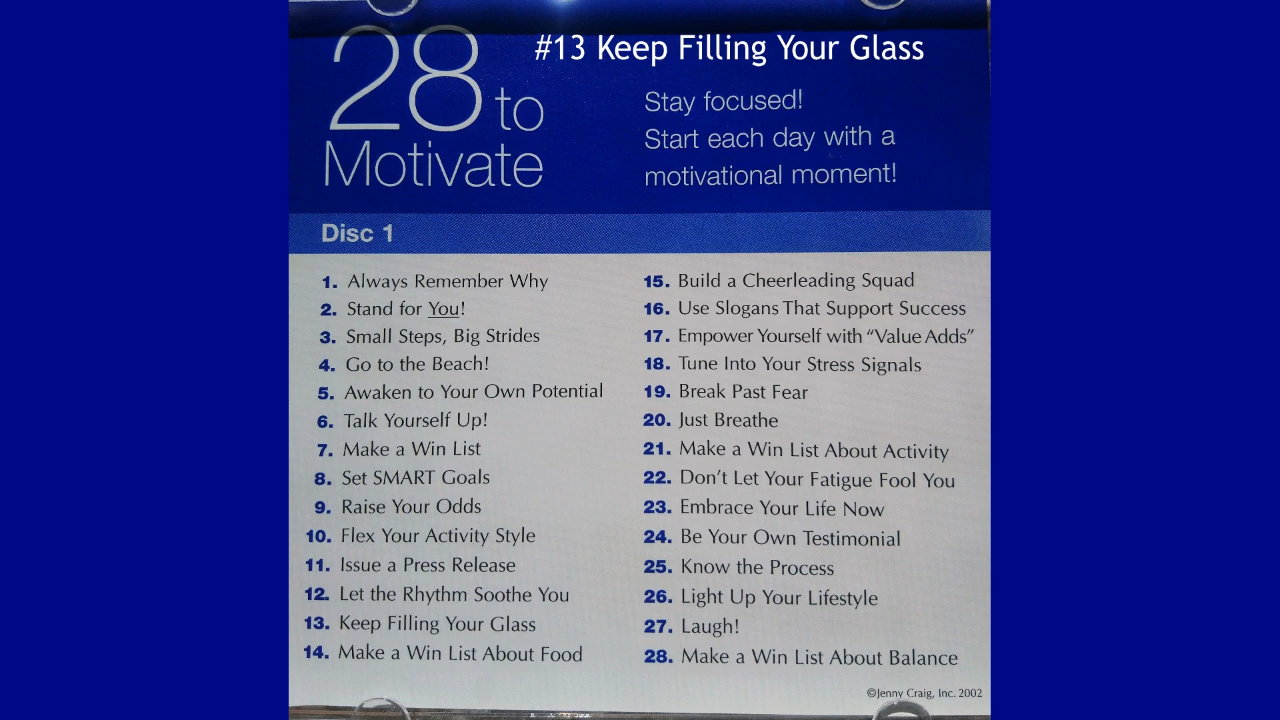 #13 Keep Filling Your Glass
28 to
Motivate
Stay focused!
Start each day with a
motivational moment!
Disc 1
1. Always Remember Why
2. Stand for You!
3. Small Steps, Big Strides
4. Go to the Beach!
5. Awaken to Your Own Potential
6. Talk Yourself Up!
7. Make a Win List
8. Set SMART Goals
9. Raise Your Odds
10. Flex Your Activity Style
11. Issue a Press Release
12. Let the Rhythm Soothe You
13. Keep Filling Your Glass
14. Make a Win List About Food
15. Build a Cheerleading Squad
16. Use Slogans That Support Success
17. Empower Yourself with “Value Adds”
18. Tune Into Your Stress Signals
19. Break Past Fear
20. Just Breathe
21. Make a Win List About Activity
22. Don’t Let Your Fatigue Fool You
23. Embrace Your Life Now
24. Be Your Own Testimonial
25. Know the Process
26. Light Up Your Lifestyle
27. Laugh!
28. Make a Win List About Balance
©Jenny Craig, Inc. 2002